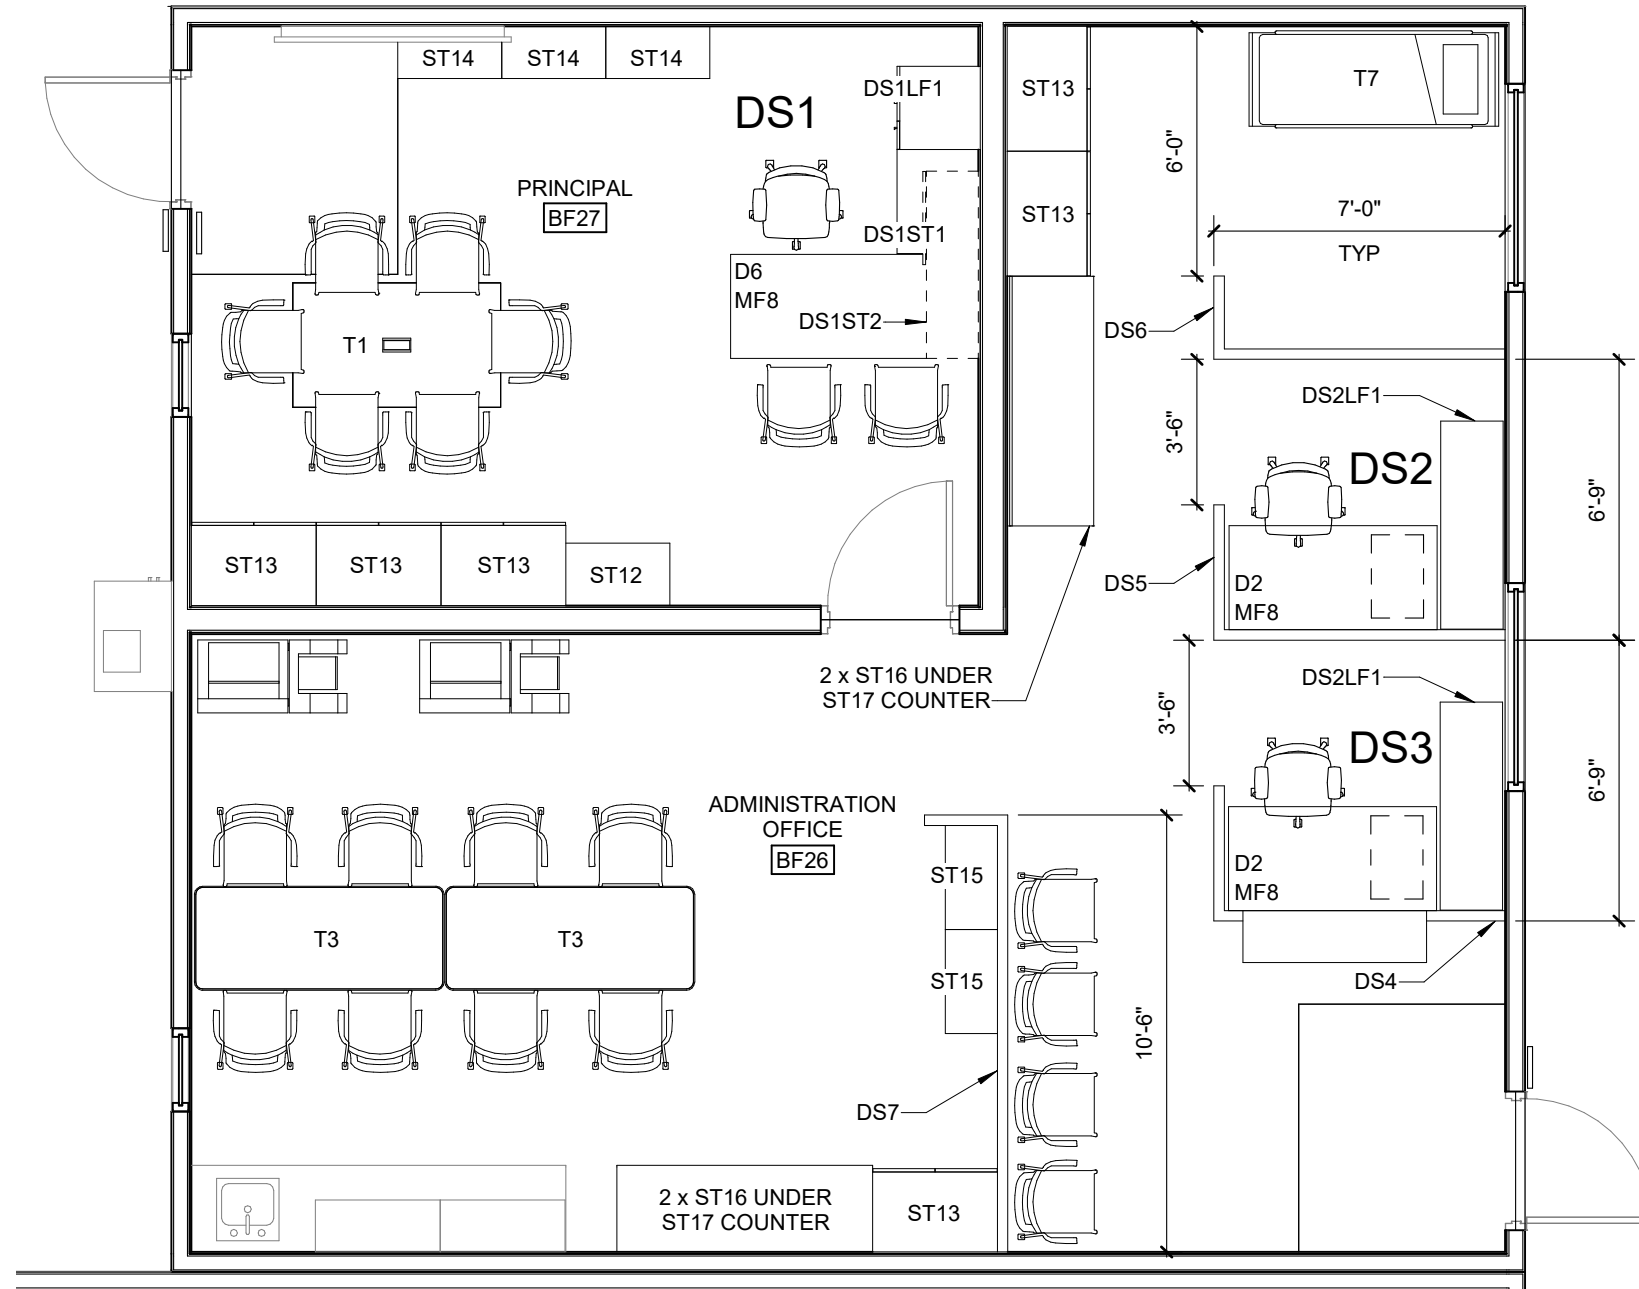 ST14
ST14
ST14
DS1
DS1LF1
ST13
T7
6'-0"
PRINCIPAL
BF27
ST13
7'-0"
TYP
DS1ST1
D6
MF8
DS1ST2
DS6
T1
DS2LF1
3'-6"
DS2
6'-9"
ST13
ST13
ST13
ST12
DS5
D2
MF8
2 x ST16 UNDER
ST17 COUNTER
DS2LF1
3'-6"
DS3
6'-9"
ADMINISTRATION
OFFICE
BF26
ST15
D2
MF8
T3
T3
ST15
DS4
10'-6"
DS7
2 x ST16 UNDER
ST17 COUNTER
ST13